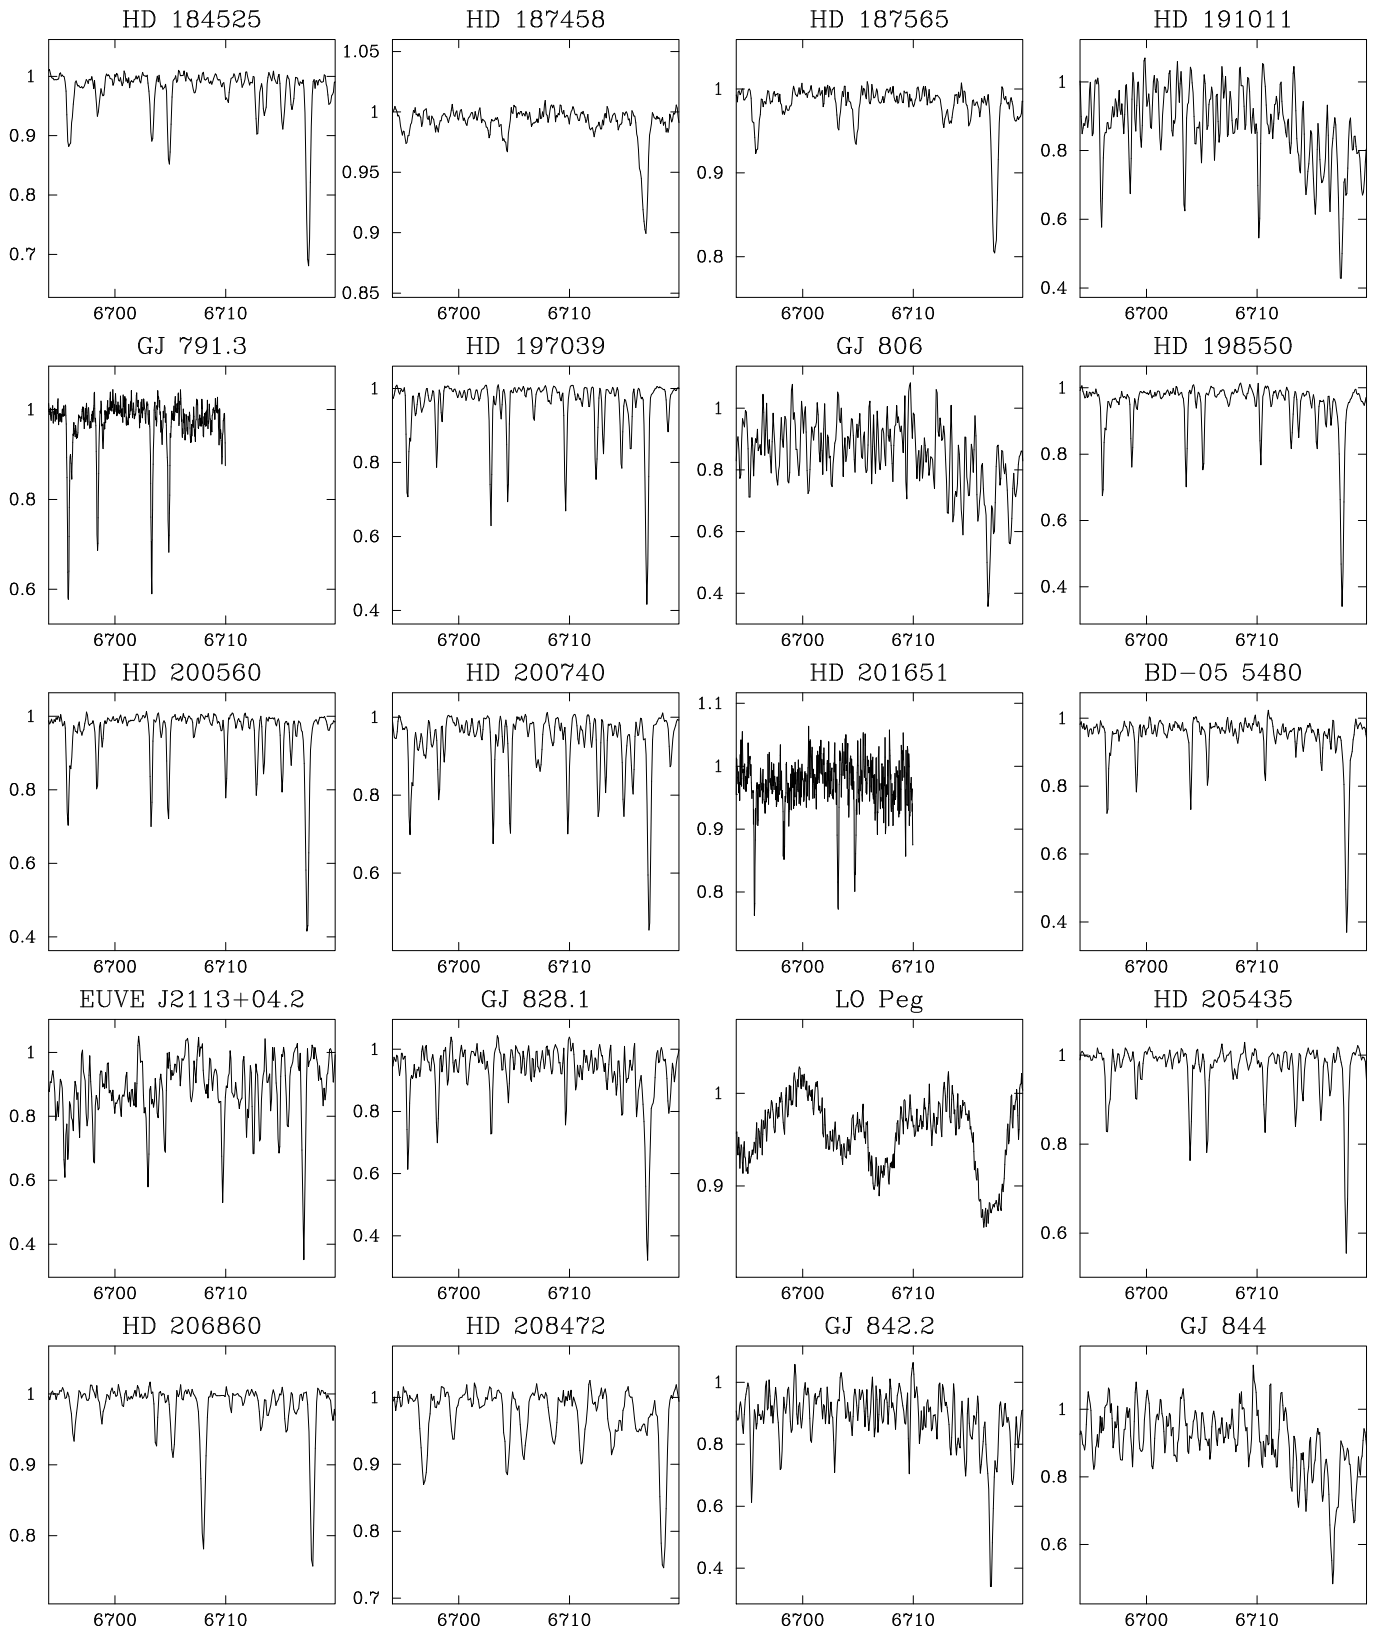 HD 184525 HD 187458 HD 187565 HD 191011
1 0.9 0.8 0.7
1.05 1 0.95 0.9 0.85
1 0.9 0.8
1 0.8 0.6 0.4
6700 6710 6700 6710 6700 6710 6700 6710
GJ 791.3 HD 197039 GJ 806 HD 198550
1 0.8 0.6
1 0.8 0.6 0.4
1 0.8 0.6 0.4
1 0.8 0.6 0.4
6700 6710 6700 6710 6700 6710 6700 6710
HD 200560 HD 200740 HD 201651 BD-05 5480
1 0.8 0.6 0.4
1 0.8 0.6
1.1 1 0.9 0.8
1 0.8 0.6 0.4
6700 6710 6700 6710 6700 6710 6700 6710
EUVE J2113+04.2 GJ 828.1 LO Peg HD 205435
1 0.8 0.6 0.4
1 0.8 0.6 0.4
1 0.9
1 0.8 0.6
6700 6710 6700 6710 6700 6710 6700 6710
HD 206860 HD 208472 GJ 842.2 GJ 844
1 0.9 0.8
1 0.9 0.8 0.7
1 0.8 0.6 0.4
1 0.8 0.6
6700 6710 6700 6710 6700 6710 6700 6710